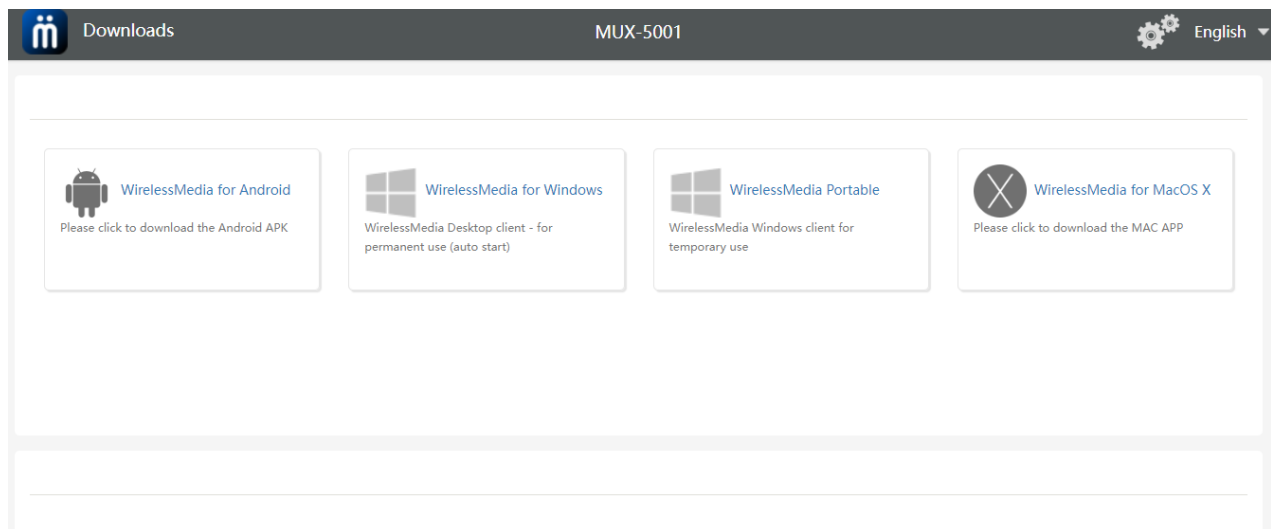 Downloads
MUX-5001
English
WirelessMedia for Android
Please click to download the Android APK
WirelessMedia for Windows
WirelessMedia Desktop client - for
permanent use (auto start)
WirelessMedia Portable
WirelessMedia Windows client for
temporary use
WirelessMedia for MacOS X
Please click to download the MAC APP